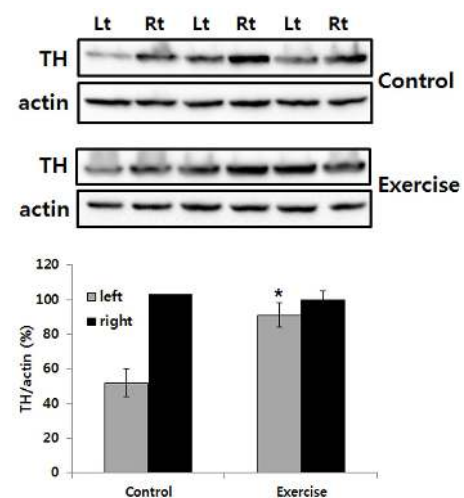 Lt Rt Lt Rt Lt Rt
TH
Control
actin
TH
Exercise
actin
120
100
80
60
40
20
0
TH/actin (%)
left
right
*
Control Exercise